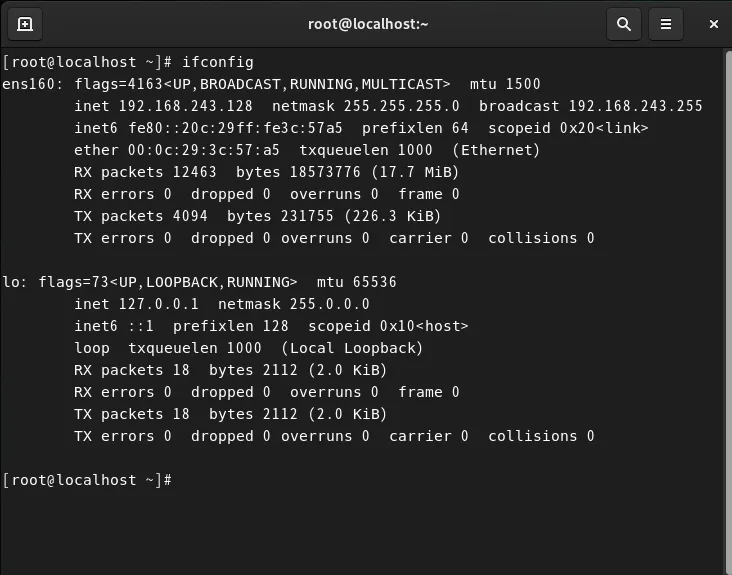 root@localhost:~
[root@localhost ~]# ifconfig
ens160: flags=4163<UP,BROADCAST,RUNNING,MULTICAST>  mtu 1500
        inet 192.168.243.128  netmask 255.255.255.0  broadcast 192.168.243.255
        inet6 fe80::20c:29ff:fe3c:57a5  prefixlen 64  scopeid 0x20<link>
        ether 00:0c:29:3c:57:a5  txqueuelen 1000  (Ethernet)
        RX packets 12463  bytes 18573776 (17.7 MiB)
        RX errors 0  dropped 0  overruns 0  frame 0
        TX packets 4094  bytes 231755 (226.3 KiB)
        TX errors 0  dropped 0 overruns 0  carrier 0  collisions 0

lo: flags=73<UP,LOOPBACK,RUNNING>  mtu 65536
        inet 127.0.0.1  netmask 255.0.0.0
        inet6 ::1  prefixlen 128  scopeid 0x10<host>
        loop  txqueuelen 1000  (Local Loopback)
        RX packets 18  bytes 2112 (2.0 KiB)
        RX errors 0  dropped 0  overruns 0  frame 0
        TX packets 18  bytes 2112 (2.0 KiB)
        TX errors 0  dropped 0 overruns 0  carrier 0  collisions 0

[root@localhost ~]#